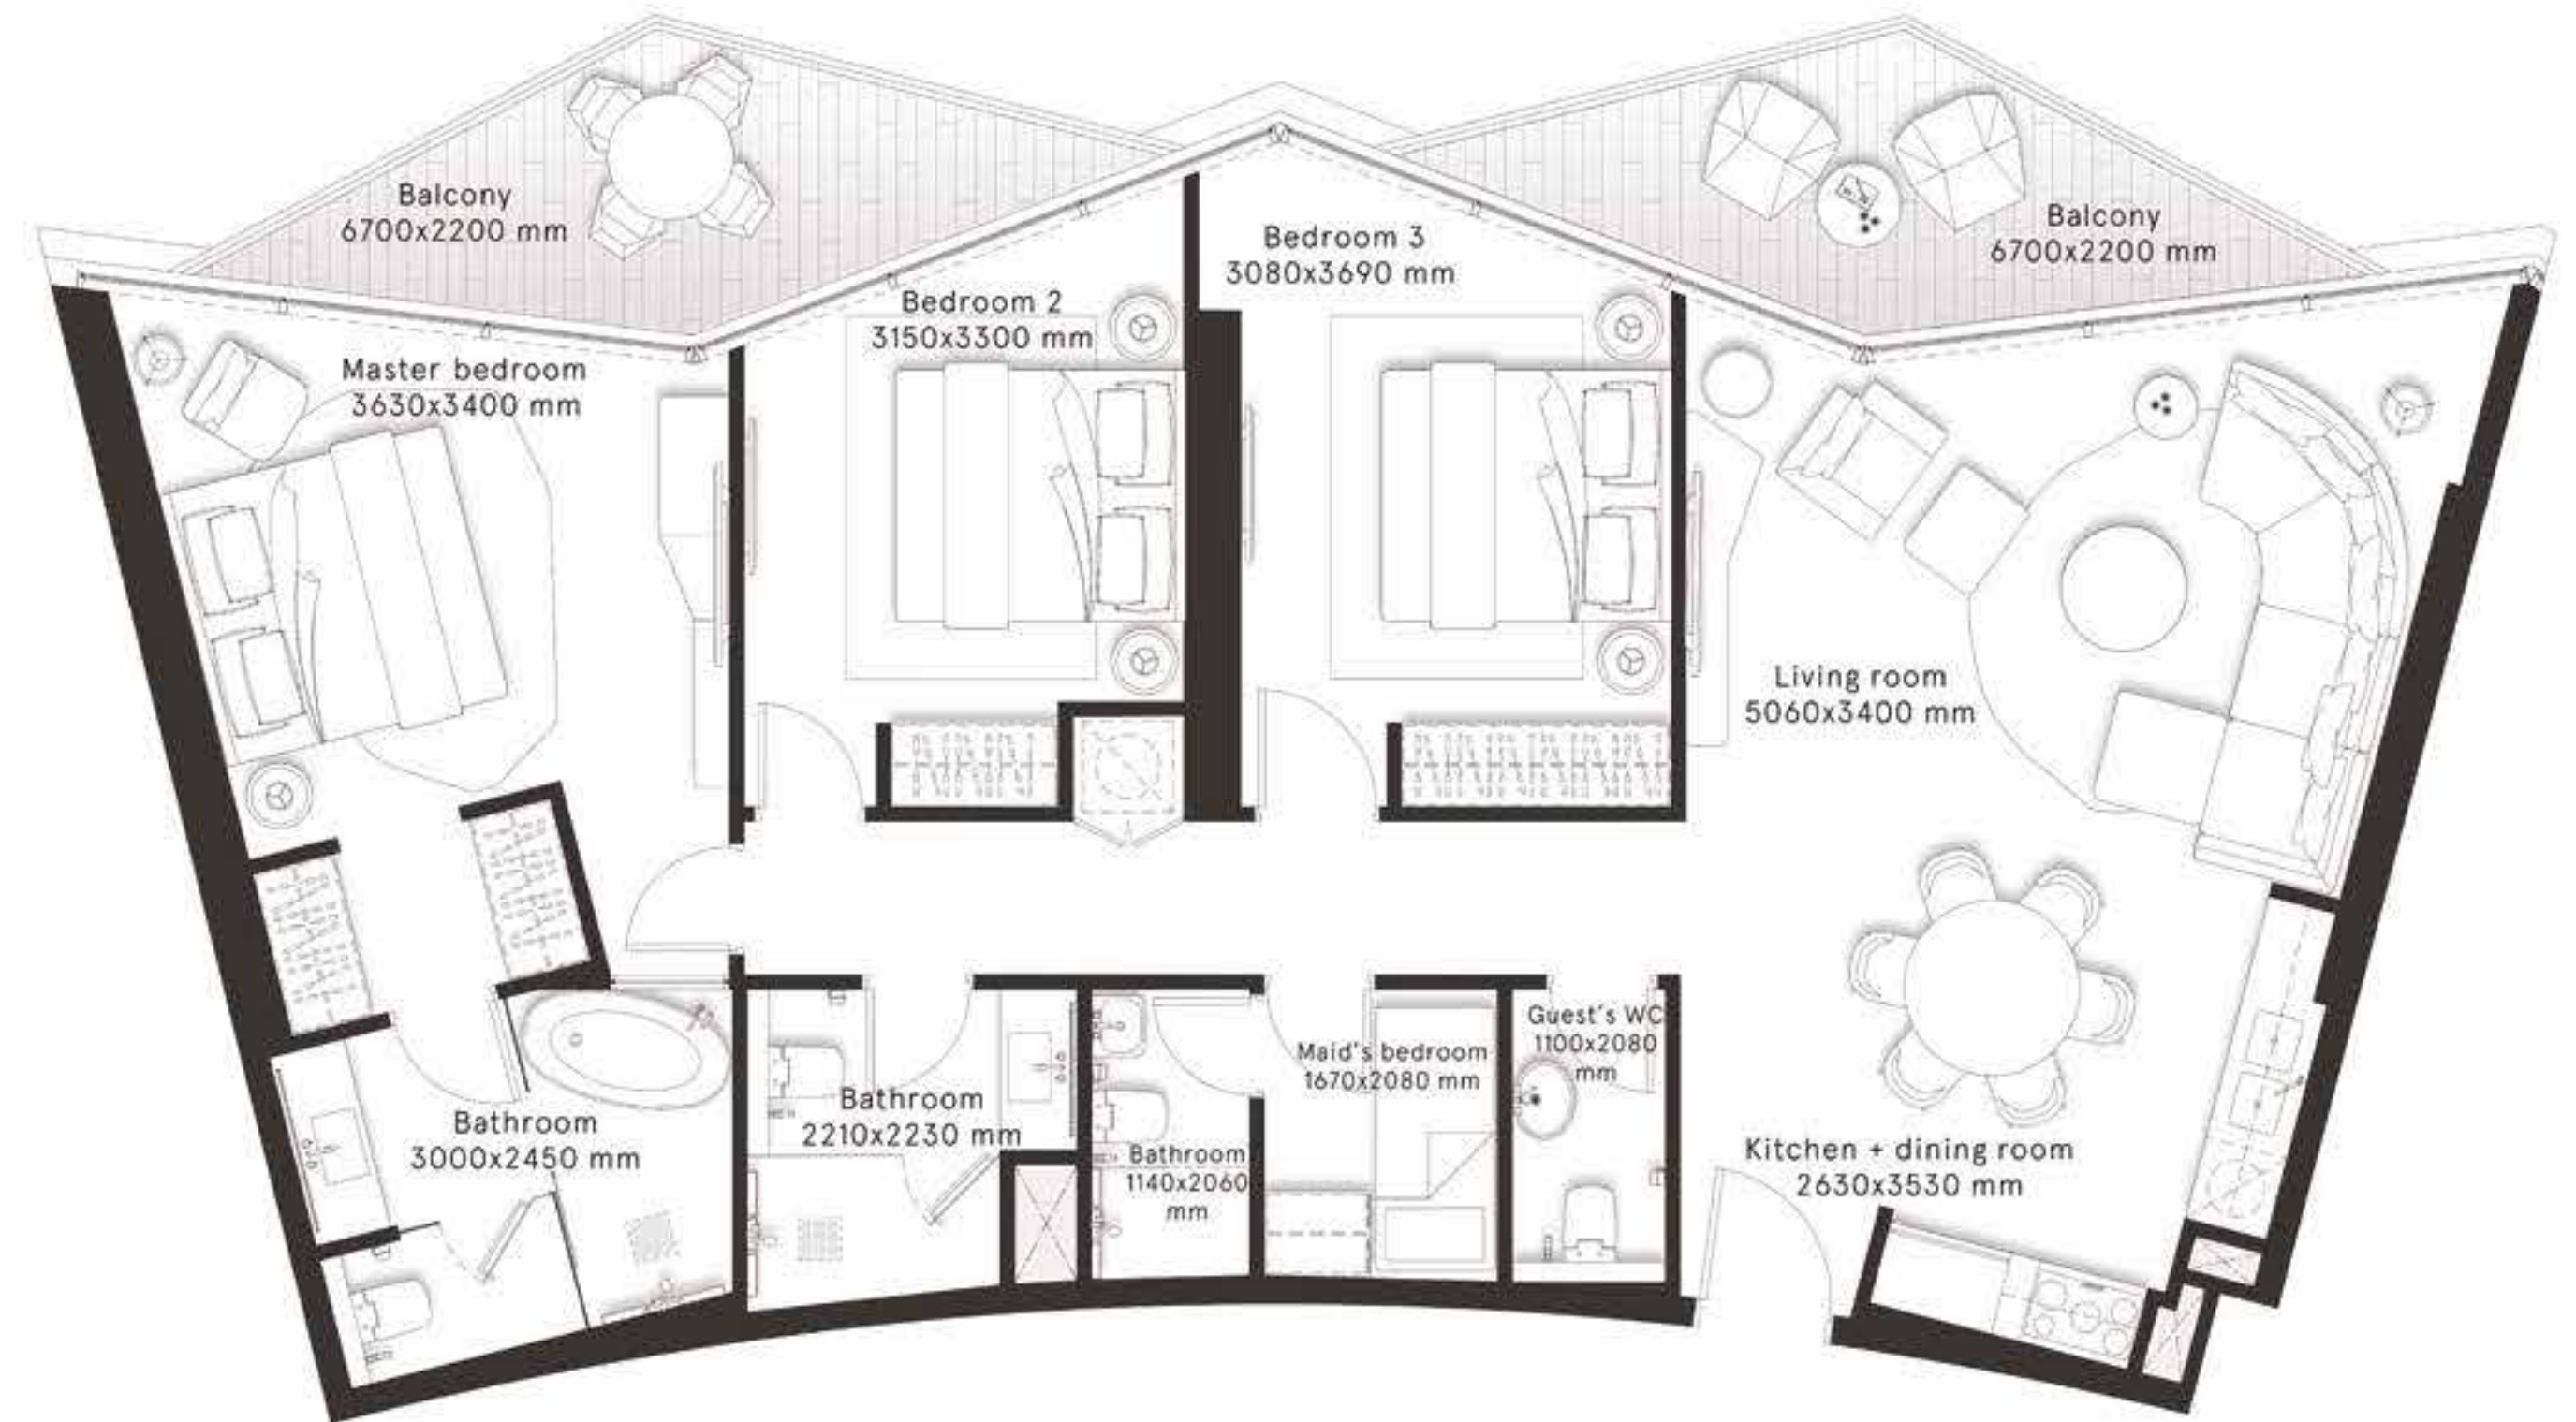 Balcony
6700x2200 mm
Balcony
6700x2200 mm
Bedroom 3
3080x3690 mm
Bedroom 2
3150x3300 mm
Master bedroom
3630x3400 mm
Living room
5060x3400 mm
Guest's WC
1100x2080
mm
Maid's bedroom
1670x2080 mm
Bathroom
2210x2230 mm
Bathroom
3000x2450 mm
Bathroom
1140x2060
mm
Kitchen + dining room
2630x3530 mm